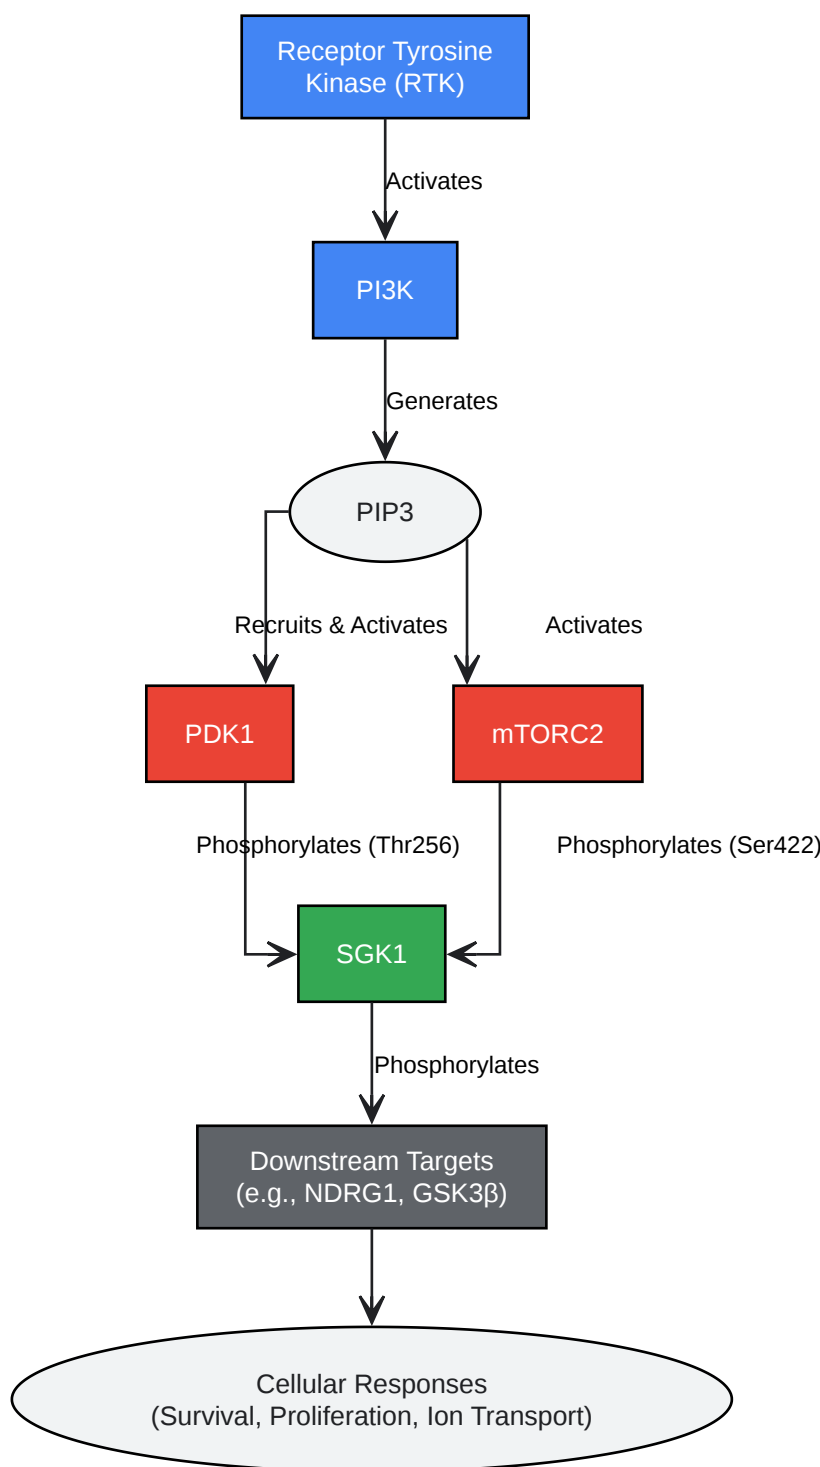 Receptor Tyrosine
Kinase (RTK)
Activates
PI3K
Generates
PIP3
Recruits & Activates
Activates
PDK1
mTORC2
Phosphorylates (Thr256)
Phosphorylates (Ser422)
SGK1
Phosphorylates
Downstream Targets
(e.g., NDRG1, GSK3β)
Cellular Responses
(Survival, Proliferation, Ion Transport)